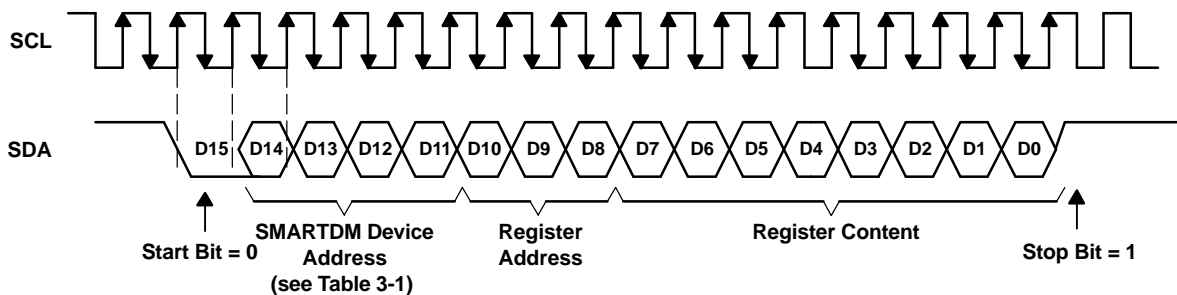 SCL
SDA
D15 D14 D13 D12 D11 D10 D9 D8 D7 D6 D5 D4 D3 D2 D1 D0
Start Bit = 0
SMARTDM Device
Address
(see Table 3-1)
Register
Address
Register Content
Stop Bit = 1